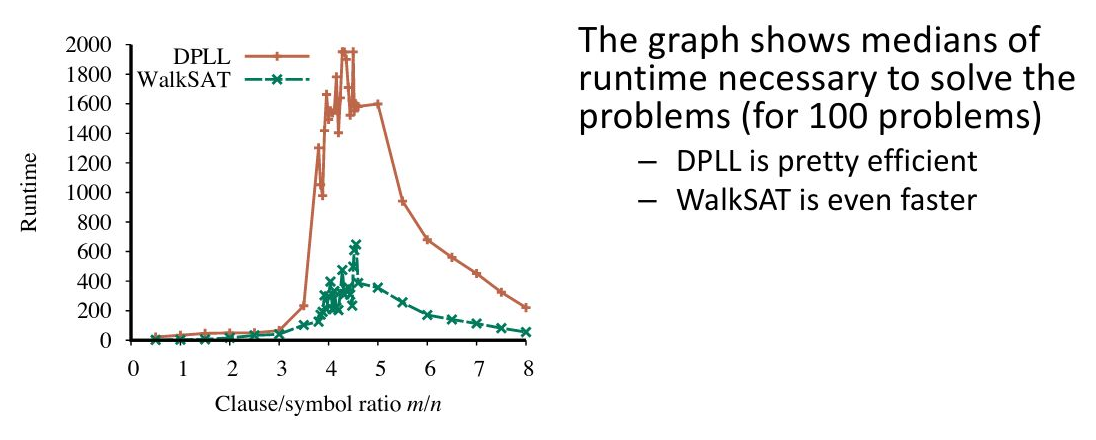 2000
1800
1600
1400
1200
1000
800
600
400
200
0
Runtime
DPLL
WalkSAT
0 1 2 3 4 5 6 7 8
Clause/symbol ratio m/n
The graph shows medians of
runtime necessary to solve the
problems (for 100 problems)
– DPLL is pretty efficient
– WalkSAT is even faster